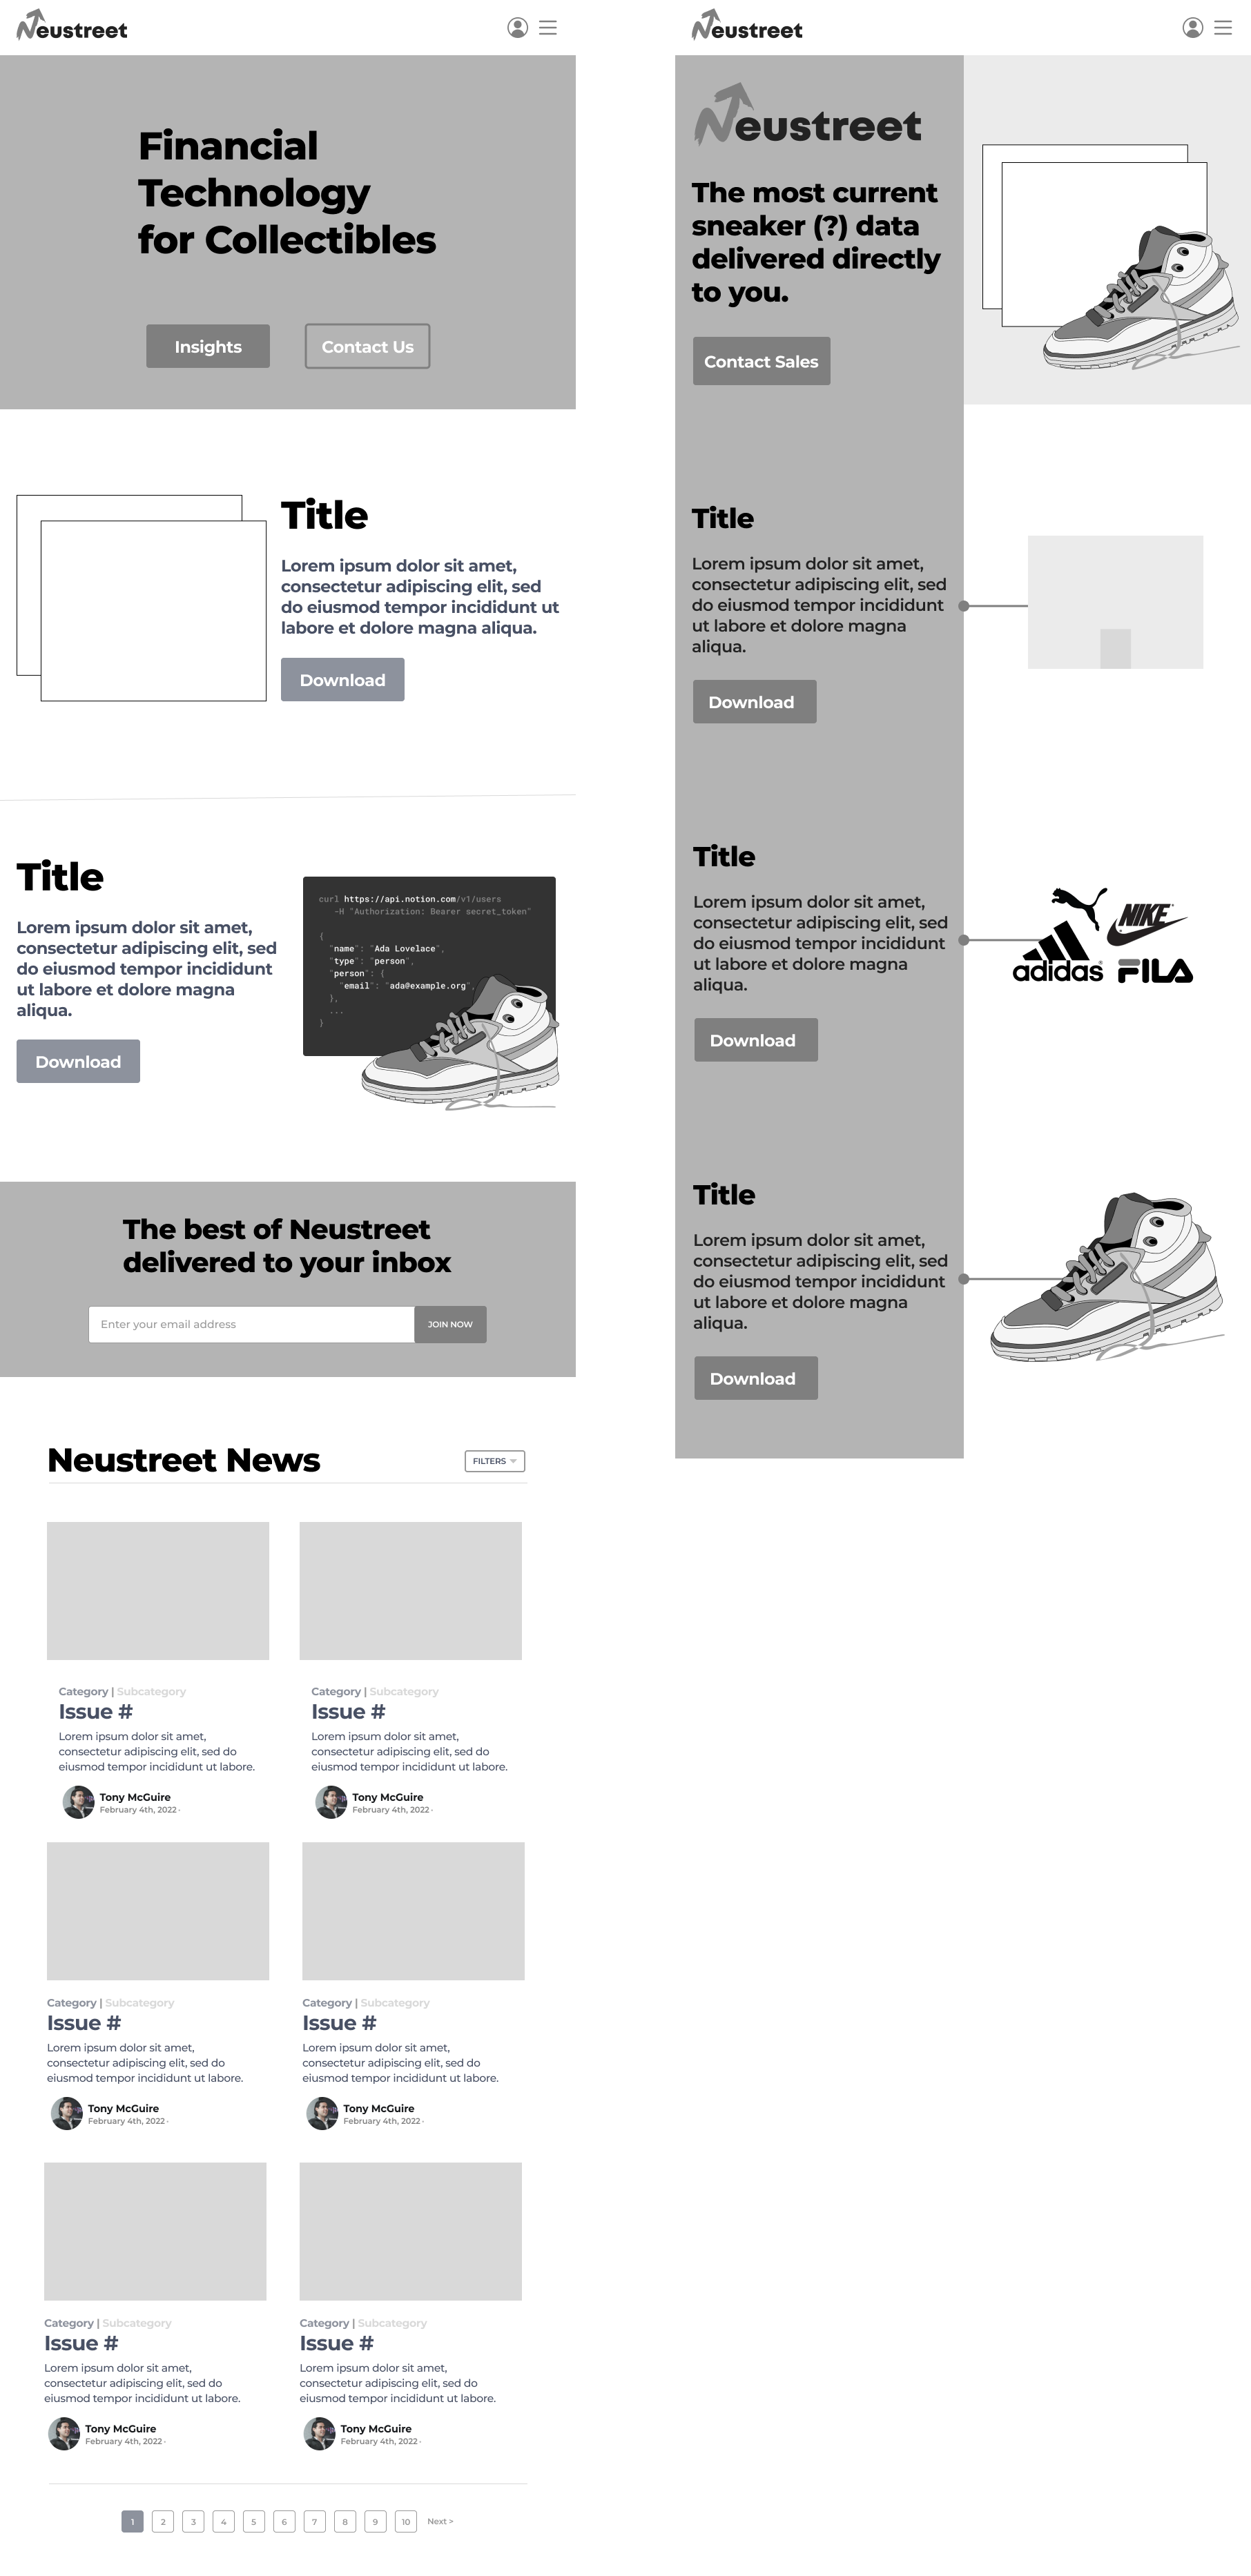 Neustreet
Financial
Technology
for Collectibles
Insights
Contact Us
Title
Lorem ipsum dolor sit amet,
consectetur adipiscing elit, sed
do eiusmod tempor incididunt ut
labore et dolore magna aliqua.
Download
Title
Lorem ipsum dolor sit amet,
consectetur adipiscing elit, sed
do eiusmod tempor incididunt
ut labore et dolore magna
aliqua.
Download
curl https://api.notion.com/v1/users
-H "Authorization: Bearer secret_token"
{
"name": "Ada Lovelace",
"type": "person",
"person": {
"email": "ada@example.org",
},
...
}
The best of Neustreet
delivered to your inbox
Enter your email address
JOIN NOW
Neustreet News
FILTERS
Category | Subcategory
Issue #
Lorem ipsum dolor sit amet,
consectetur adipiscing elit, sed do
eiusmod tempor incididunt ut labore.
Tony McGuire
February 4th, 2022 ·
Category | Subcategory
Issue #
Lorem ipsum dolor sit amet,
consectetur adipiscing elit, sed do
eiusmod tempor incididunt ut labore.
Tony McGuire
February 4th, 2022 ·
Category | Subcategory
Issue #
Lorem ipsum dolor sit amet,
consectetur adipiscing elit, sed do
eiusmod tempor incididunt ut labore.
Tony McGuire
February 4th, 2022 ·
Category | Subcategory
Issue #
Lorem ipsum dolor sit amet,
consectetur adipiscing elit, sed do
eiusmod tempor incididunt ut labore.
Tony McGuire
February 4th, 2022 ·
Category | Subcategory
Issue #
Lorem ipsum dolor sit amet,
consectetur adipiscing elit, sed do
eiusmod tempor incididunt ut labore.
Tony McGuire
February 4th, 2022 ·
Category | Subcategory
Issue #
Lorem ipsum dolor sit amet,
consectetur adipiscing elit, sed do
eiusmod tempor incididunt ut labore.
Tony McGuire
February 4th, 2022 ·
1 2 3 4 5 6 7 8 9 10 Next >
Neustreet
Neustreet
The most current
sneaker (?) data
delivered directly
to you.
Contact Sales
Title
Lorem ipsum dolor sit amet,
consectetur adipiscing elit, sed
do eiusmod tempor incididunt
ut labore et dolore magna
aliqua.
Download
Title
Lorem ipsum dolor sit amet,
consectetur adipiscing elit, sed
do eiusmod tempor incididunt
ut labore et dolore magna
aliqua.
Download
NIKE
adidas®
FILA
Title
Lorem ipsum dolor sit amet,
consectetur adipiscing elit, sed
do eiusmod tempor incididunt
ut labore et dolore magna
aliqua.
Download